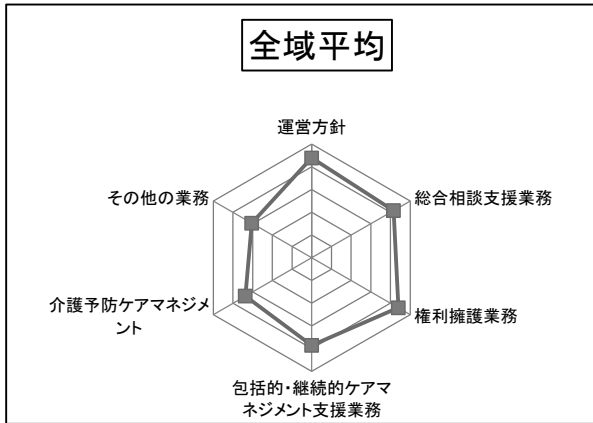 全域平均
運営方針
総合相談支援業務
権利擁護業務
包括的・継続的ケアマ
ネジメント支援業務
介護予防ケアマネジメ
ント
その他の業務